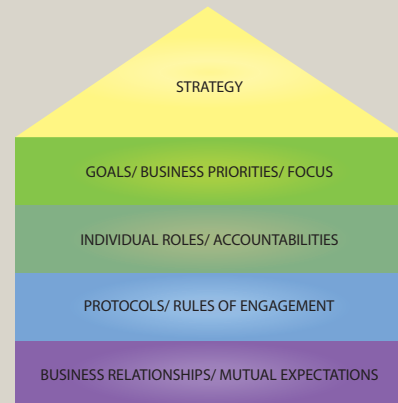 STRATEGY
GOALS/ BUSINESS PRIORITIES/ FOCUS
INDIVIDUAL ROLES/ ACCOUNTABILITIES
PROTOCOLS/ RULES OF ENGAGEMENT
BUSINESS RELATIONSHIPS/ MUTUAL EXPECTATIONS